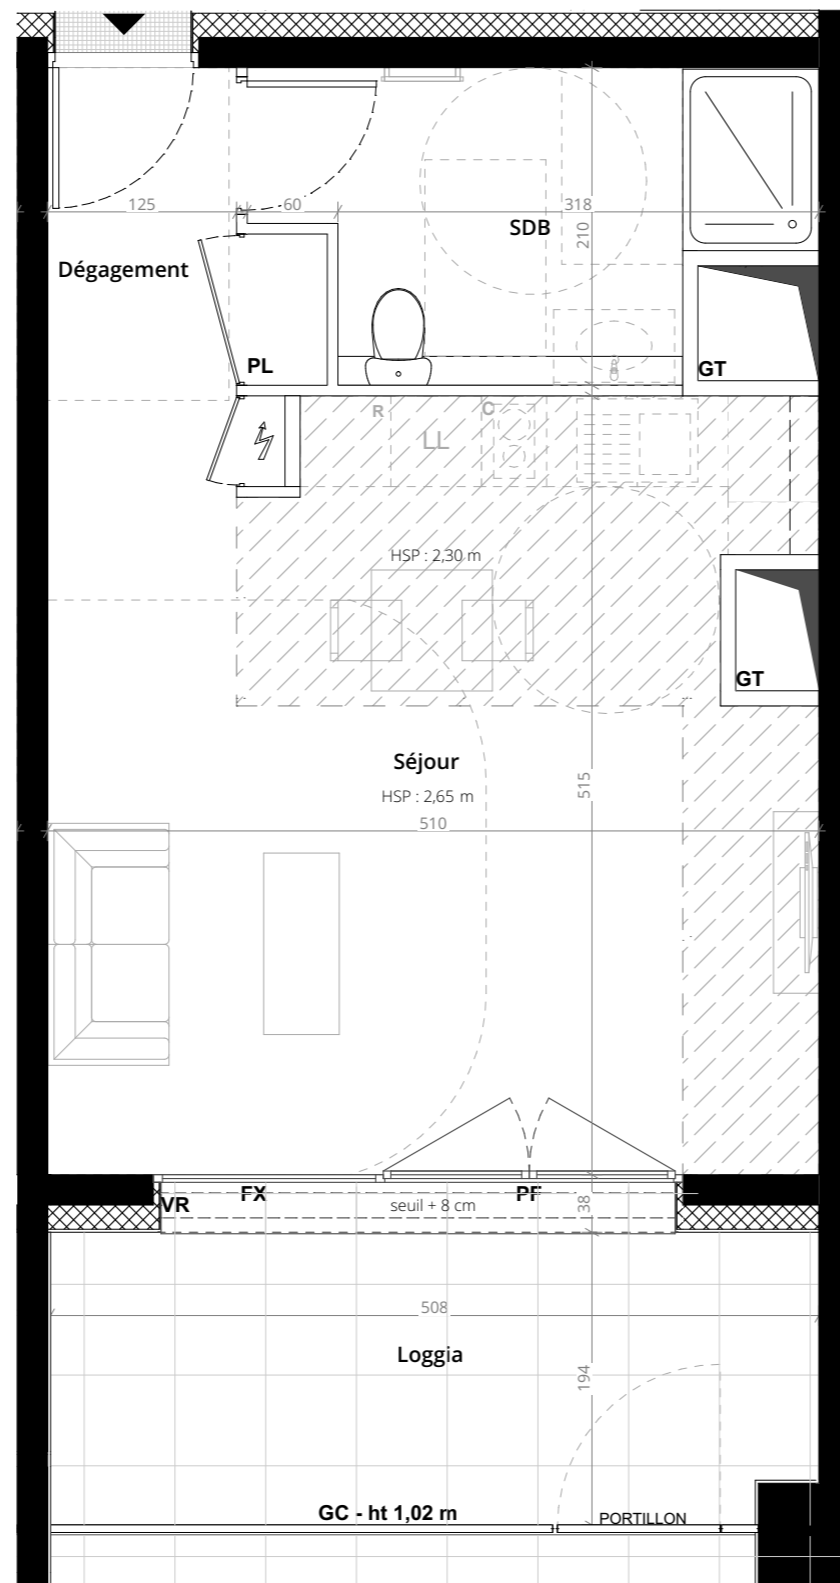 125
60
318
SDB
210
Dégagement
PL
GT
R
LL
C
HSP : 2,30 m
GT
Séjour
HSP : 2,65 m
515
510
VR
FX
PF
seuil + 8 cm
38
508
Loggia
194
GC - ht 1,02 m
PORTILLON